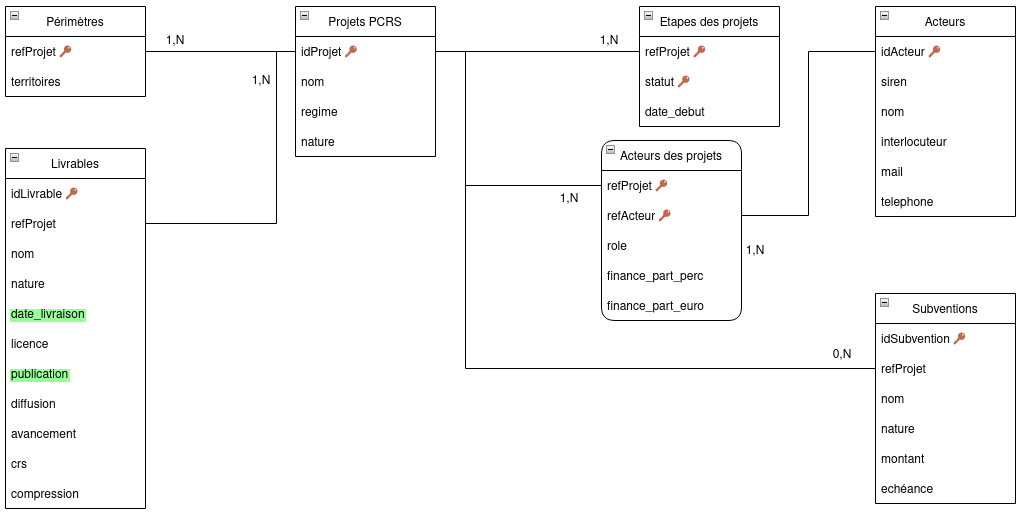 Périmètres
refProjet
territoires
1,N
1,N
Projets PCRS
idProjet
nom
regime
nature
1,N
Etapes des projets
refProjet
statut
date_debut
Acteurs
idActeur
siren
nom
interlocuteur
mail
telephone
Livrables
idLivrable
refProjet
nom
nature
date_livraison
licence
publication
diffusion
avancement
crs
compression
Acteurs des projets
refProjet
refActeur
role
finance_part_perc
finance_part_euro
1,N
1,N
0,N
Subventions
idSubvention
refProjet
nom
nature
montant
echéance